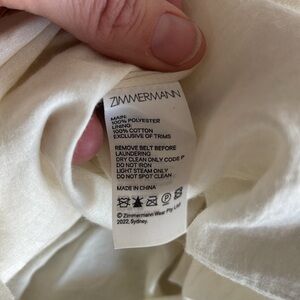 ZIMMERMANN
MAIN:
100% POLYESTER
LINING:
100% COTTON
EXCLUSIVE OF TRIMS
REMOVE BELT BEFORE
LAUNDERING
DRY CLEAN ONLY CODE P
DO NOT IRON
LIGHT STEAM ONLY
DO NOT SPOT CLEAN
MADE IN CHINA
© Zimmermann Wear Pty Ltd,
2022, Sydney.